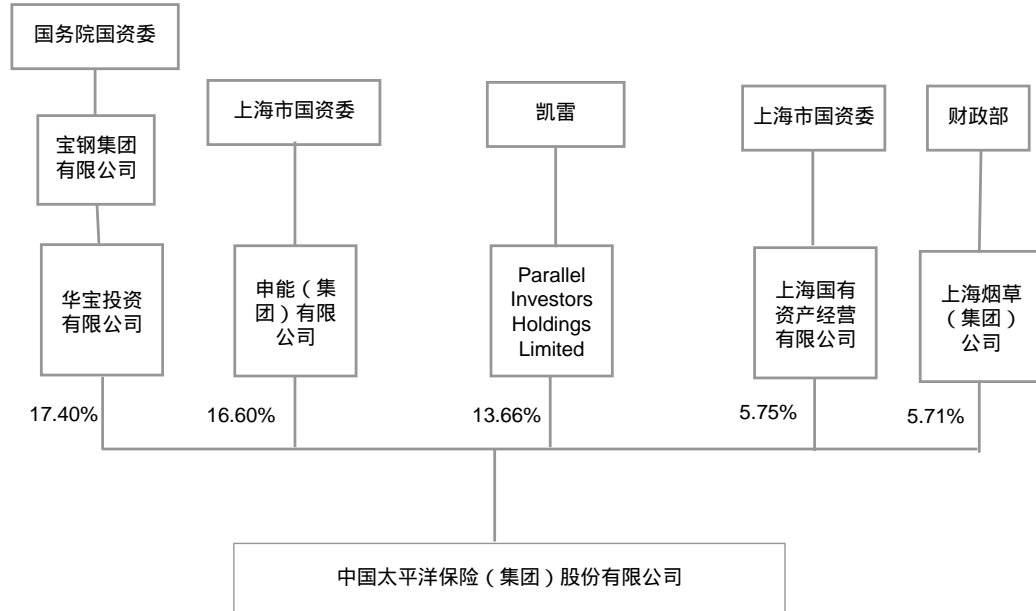 国务院国资委
上海市国资委
凯雷
上海市国资委
财政部
宝钢集团
有限公司
华宝投资
有限公司
申能（集
团）有限
公司
Parallel
Investors
Holdings
Limited
上海国有
资产经营
有限公司
上海烟草
（集团）
公司
17.40%
16.60%
13.66%
5.75%
5.71%
中国太平洋保险（集团）股份有限公司